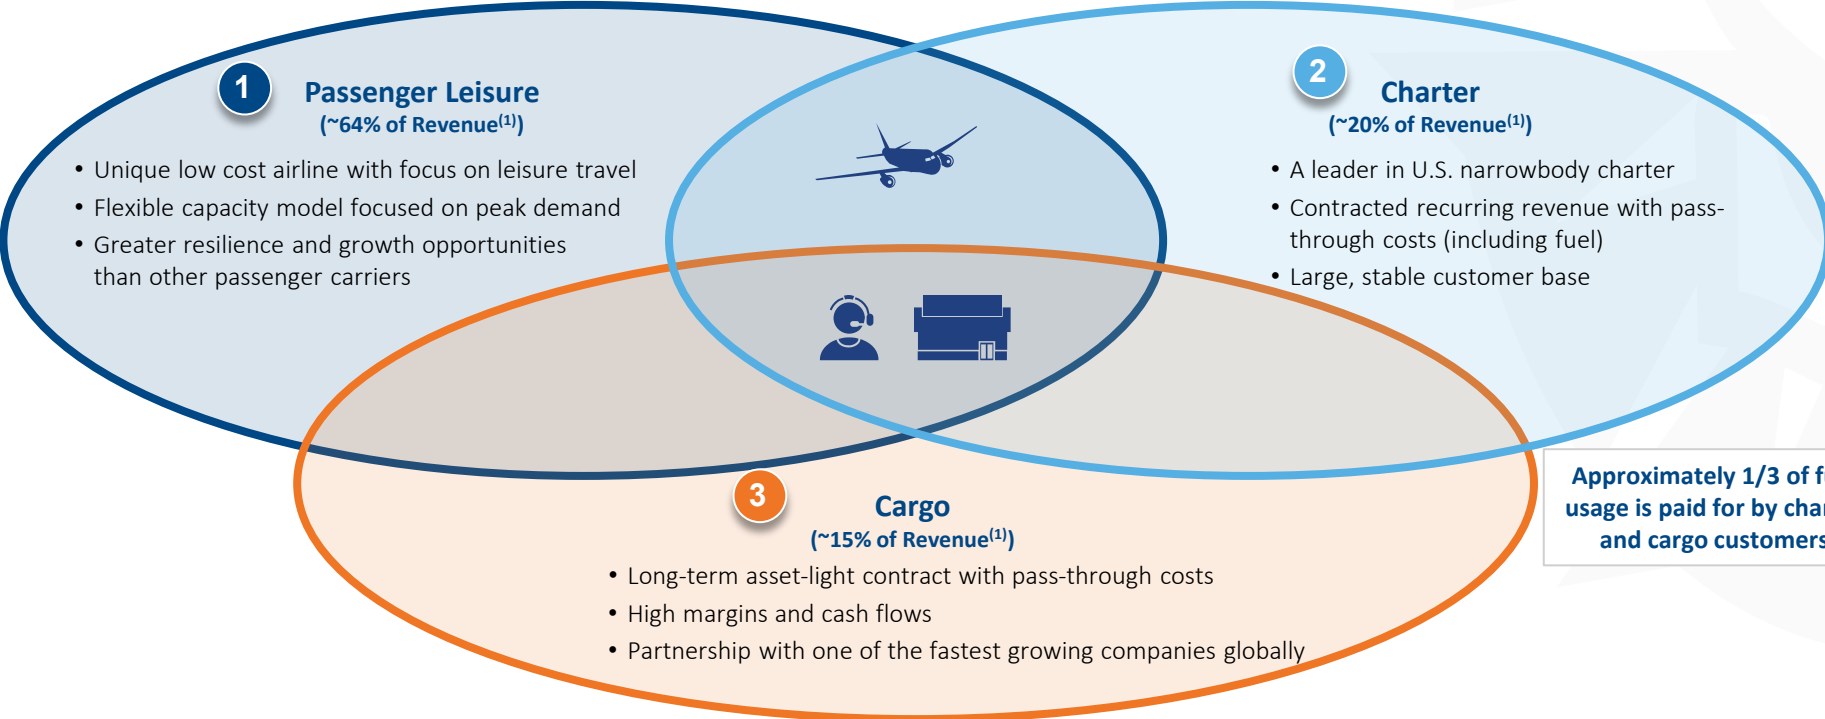 1
Passenger Leisure
(~64% of Revenue(1))
• Unique low cost airline with focus on leisure travel
• Flexible capacity model focused on peak demand
• Greater resilience and growth opportunities
than other passenger carriers
2
Charter
(~20% of Revenue(1))
• A leader in U.S. narrowbody charter
• Contracted recurring revenue with pass-
through costs (including fuel)
• Large, stable customer base
3
Cargo
(~15% of Revenue(1))
• Long-term asset-light contract with pass-through costs
• High margins and cash flows
• Partnership with one of the fastest growing companies globally
Approximately 1/3 of
usage is paid for by
and cargo customers